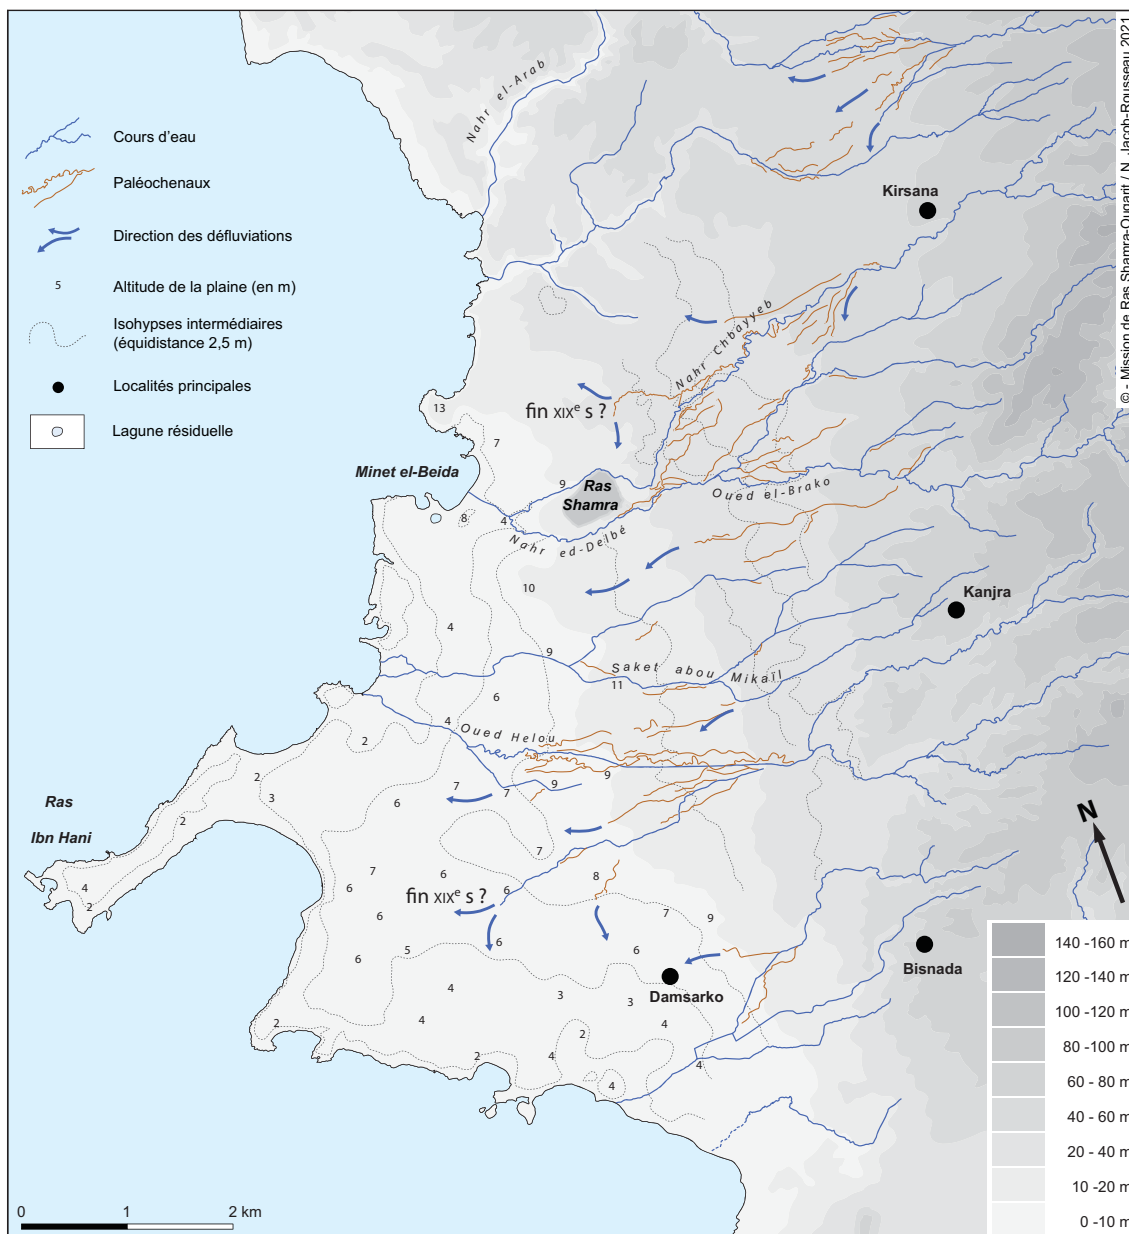 Cours d'eau
Paléochenaux
Direction des défluviations
5
Altitude de la plaine (en m)
Isohypses intermédiaires
(équidistance 2,5 m)
Localités principales
Lagune résiduelle
© - Mission de Ras Shamra-Ougarit / N. Jacob-Rousseau 2021
Nahr el-Arab
Kirsana
Nahr Chbayyeb
13
fin XIXe s ?
7
Minet el-Beida
9
Ras
Shamra
Oued el-Brako
8
4
Nahr ed-Delbé
10
Kanjra
4
9
Saket abou Mikaïl
11
6
4
Oued Helou
2
2
9
7
7
9
3
6
Ras
Ibn Hani
2
7
7
6
8
4
6
fin XIXe s ?
6
2
6
7
9
N
5
6
6
6
140 -160 m
Bisnada
120 -140 m
Damsarko
4
3
3
100 -120 m
2
4
2
4
80 -100 m
2
4
4
60 - 80 m
4
40 - 60 m
20 - 40 m
10 -20 m
0 -10 m
0
1
2 km